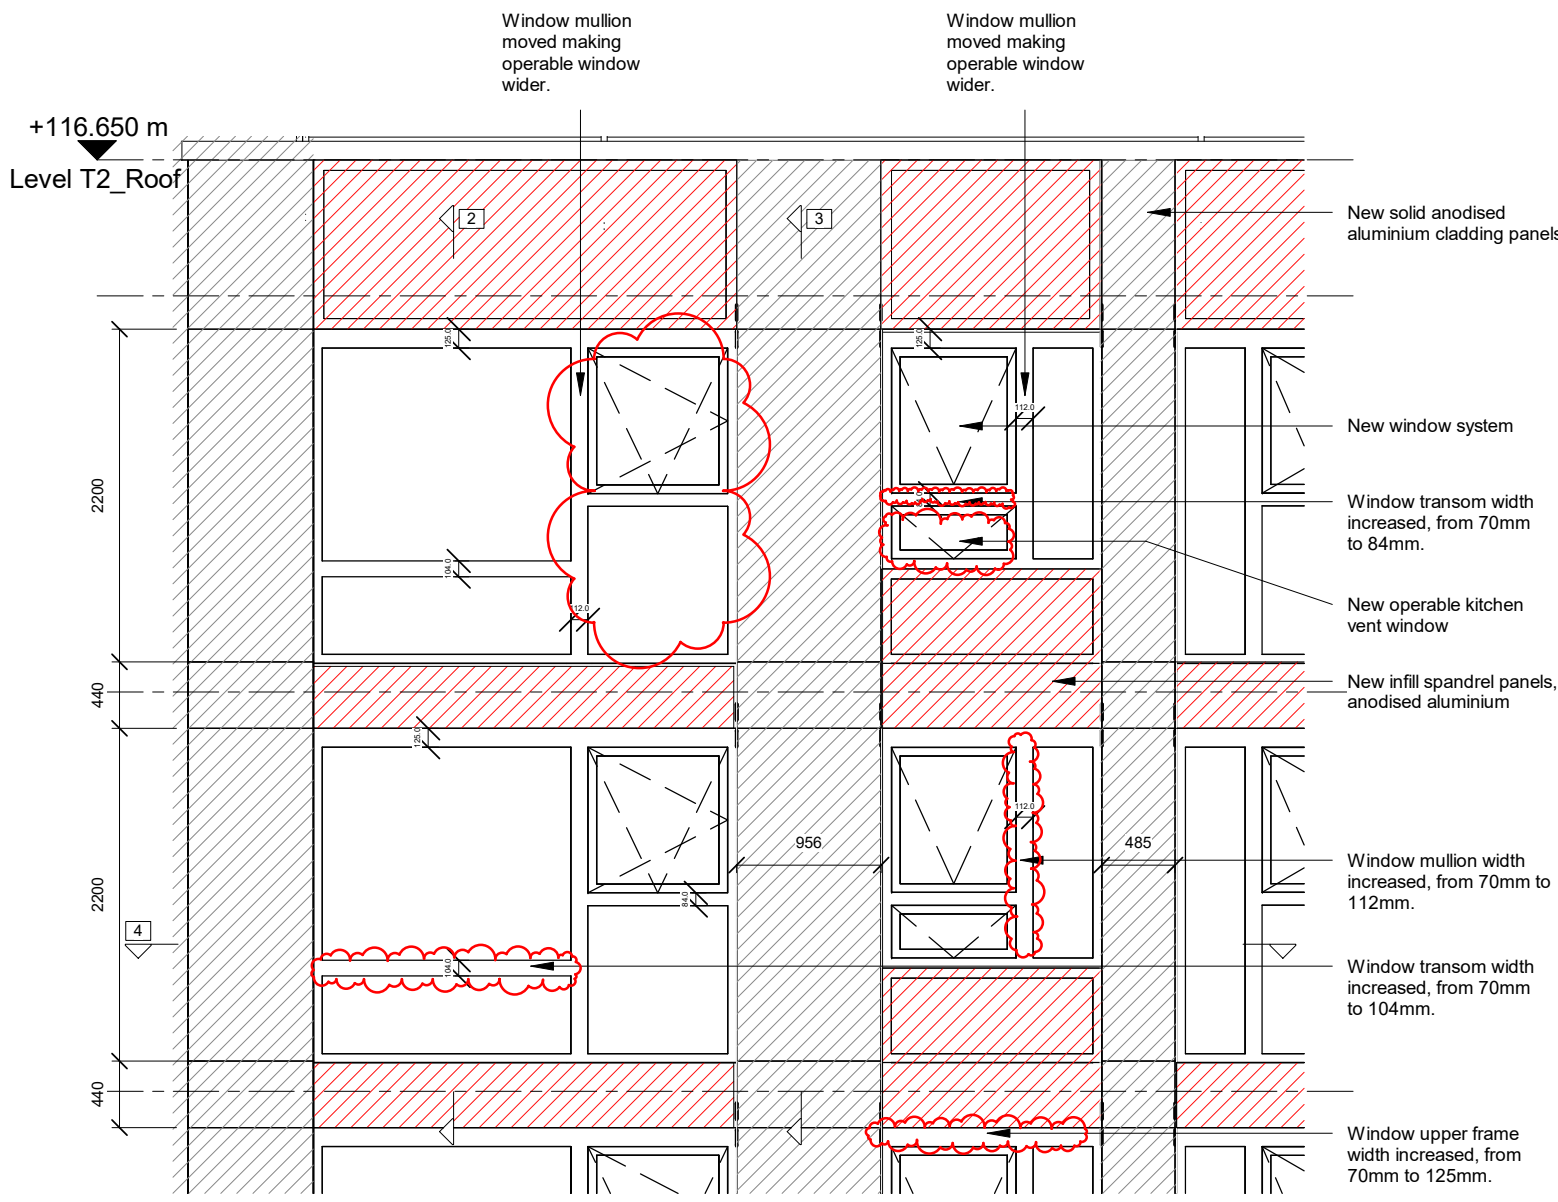 Window mullion
moved making
operable window
wider.
Window mullion
moved making
operable window
wider.
+116.650 m
Level T2_Roof
2
3
New solid anodised
aluminium cladding panels
125.0
125.0
112.0
New window system
2200
Window transom width
increased, from 70mm
to 84mm.
104.0
112.0
New operable kitchen
vent window
440
New infill spandrel panels,
anodised aluminium
125.0
112.0
956
485
2200
84.0
Window mullion width
increased, from 70mm to
112mm.
4
104.0
Window transom width
increased, from 70mm
to 104mm.
440
Window upper frame
width increased, from
70mm to 125mm.